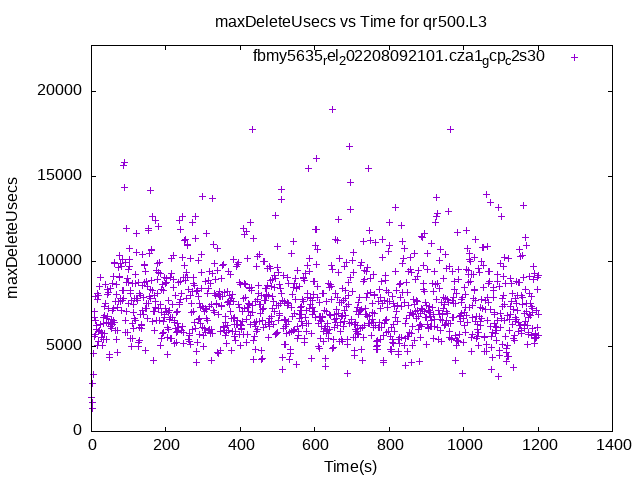 maxDeleteUsecs vs Time for qr500.L3
fbmy5635rel202208092101.cza1gcpc2s30
20000
15000
10000
5000
0
maxDeleteUsecs
0 200 400 600 800 1000 1200 1400
Time(s)